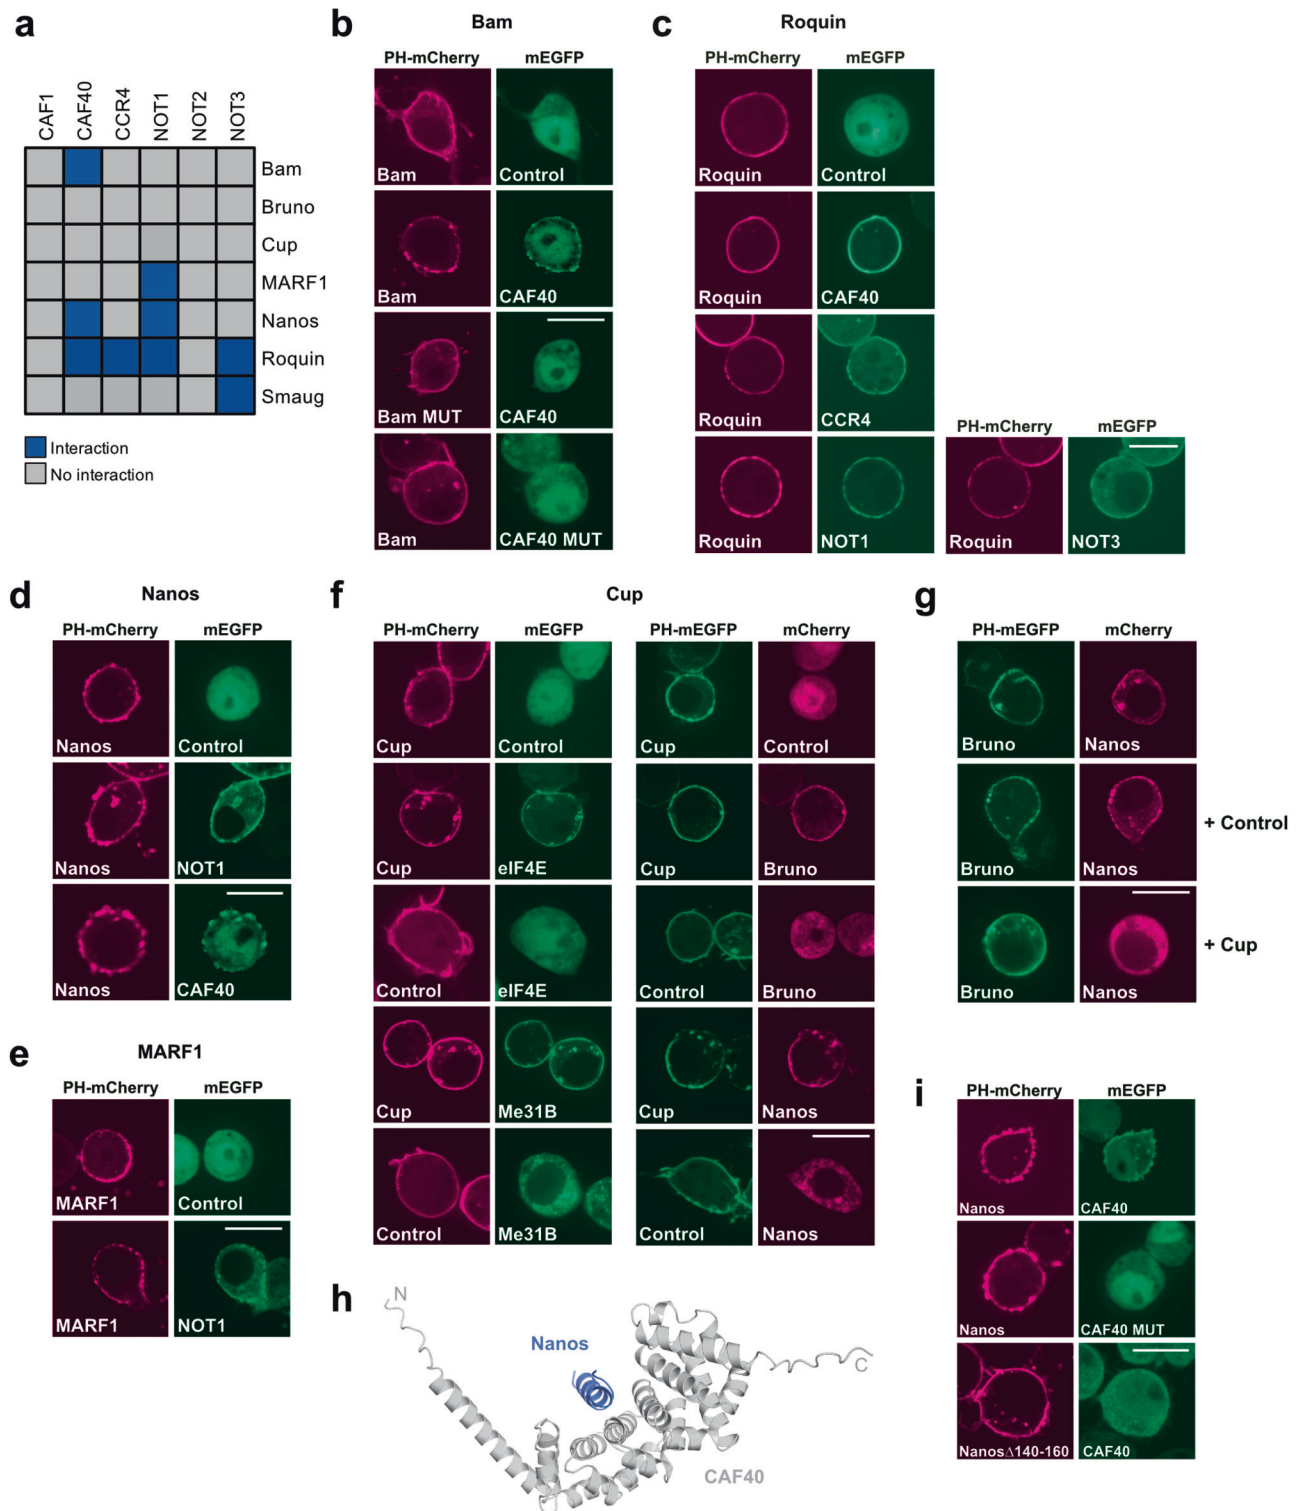 a
CAF1
CAF40
CCR4
NOT1
NOT2
NOT3
Bam
Bruno
Cup
MARF1
Nanos
Roquin
Smaug
Interaction
No interaction
b
Bam
PH-mCherry mEGFP
Bam Control
Bam CAF40
Bam MUT CAF40
Bam CAF40 MUT
c
Roquin
PH-mCherry mEGFP
Roquin Control
Roquin CAF40
Roquin CCR4
Roquin NOT1
PH-mCherry mEGFP
Roquin NOT3
d
Nanos
PH-mCherry mEGFP
Nanos Control
Nanos NOT1
Nanos CAF40
e
MARF1
PH-mCherry mEGFP
MARF1 Control
MARF1 NOT1
f
Cup
PH-mCherry mEGFP
Cup Control
Cup eIF4E
Control eIF4E
Cup Me31B
Control Me31B
PH-mEGFP mCherry
Cup Control
Cup Bruno
Control Bruno
Cup Nanos
Control Nanos
g
PH-mEGFP mCherry
Bruno Nanos
Bruno Nanos + Control
Bruno Nanos + Cup
h
N
Nanos
C
CAF40
i
PH-mCherry mEGFP
Nanos CAF40
Nanos CAF40 MUT
NanosΔ140-160 CAF40